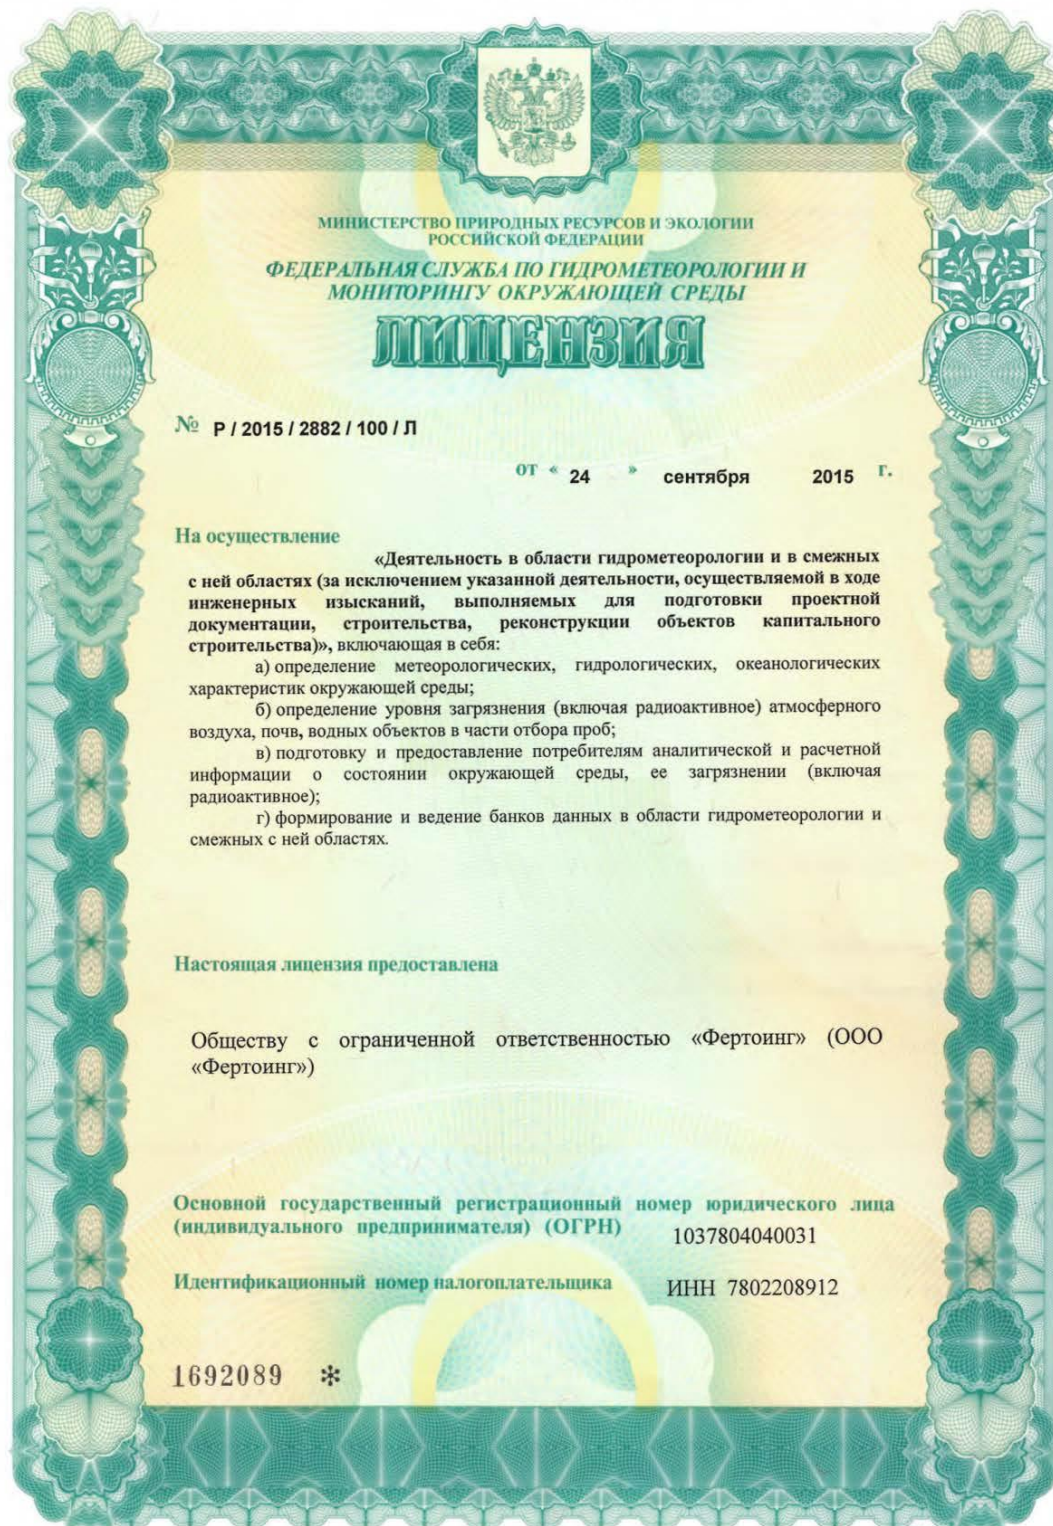 МИНИСТЕРСТВО ПРИРОДНЫХ РЕСУРСОВ И ЭКОЛОГИИ
РОССИЙСКОЙ ФЕДЕРАЦИИ
ФЕДЕРАЛЬНАЯ СЛУЖБА ПО ГИДРОМЕТЕОРОЛОГИИ И
МОНИТОРИНГУ ОКРУЖАЮЩЕЙ СРЕДЫ
ЛИЦЕНЗИЯ
№ Р / 2015 / 2882 / 100 / Л
от « 24 » сентября 2015 г.
На осуществление
«Деятельность в области гидрометеорологии и в смежных
с ней областях (за исключением указанной деятельности, осуществляемой в ходе
инженерных изысканий, выполняемых для подготовки проектной
документации, строительства, реконструкции объектов капитального
строительства)», включающая в себя:
а) определение метеорологических, гидрологических, океанологических
характеристик окружающей среды;
б) определение уровня загрязнения (включая радиоактивное) атмосферного
воздуха, почв, водных объектов в части отбора проб;
в) подготовку и предоставление потребителям аналитической и расчетной
информации о состоянии окружающей среды, ее загрязнении (включая
радиоактивное);
г) формирование и ведение банков данных в области гидрометеорологии и
смежных с ней областях.
Настоящая лицензия предоставлена
Обществу с ограниченной ответственностью «Фертоинг» (ООО
«Фертоинг»)
Основной государственный регистрационный номер юридического лица
(индивидуального предпринимателя) (ОГРН) 1037804040031
Идентификационный номер налогоплательщика ИНН 7802208912
1692089 *